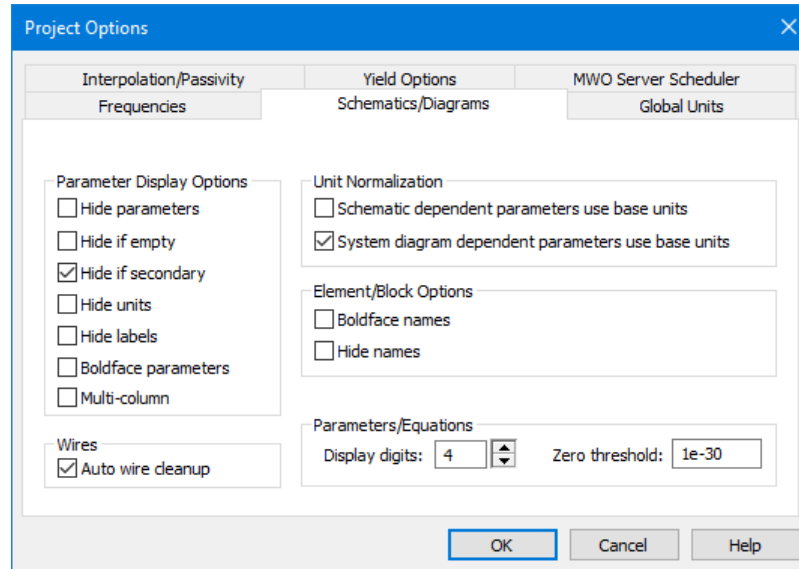 Project Options
Interpolation/Passivity Yield Options MWO Server Scheduler
Frequencies Schematics/Diagrams Global Units
Parameter Display Options
Hide parameters
Hide if empty
Hide if secondary
Hide units
Hide labels
Boldface parameters
Multi-column
Wires
Auto wire cleanup
Unit Normalization
Schematic dependent parameters use base units
System diagram dependent parameters use base units
Element/Block Options
Boldface names
Hide names
Parameters/Equations
Display digits: 4 Zero threshold: 1e-30
OK Cancel Help